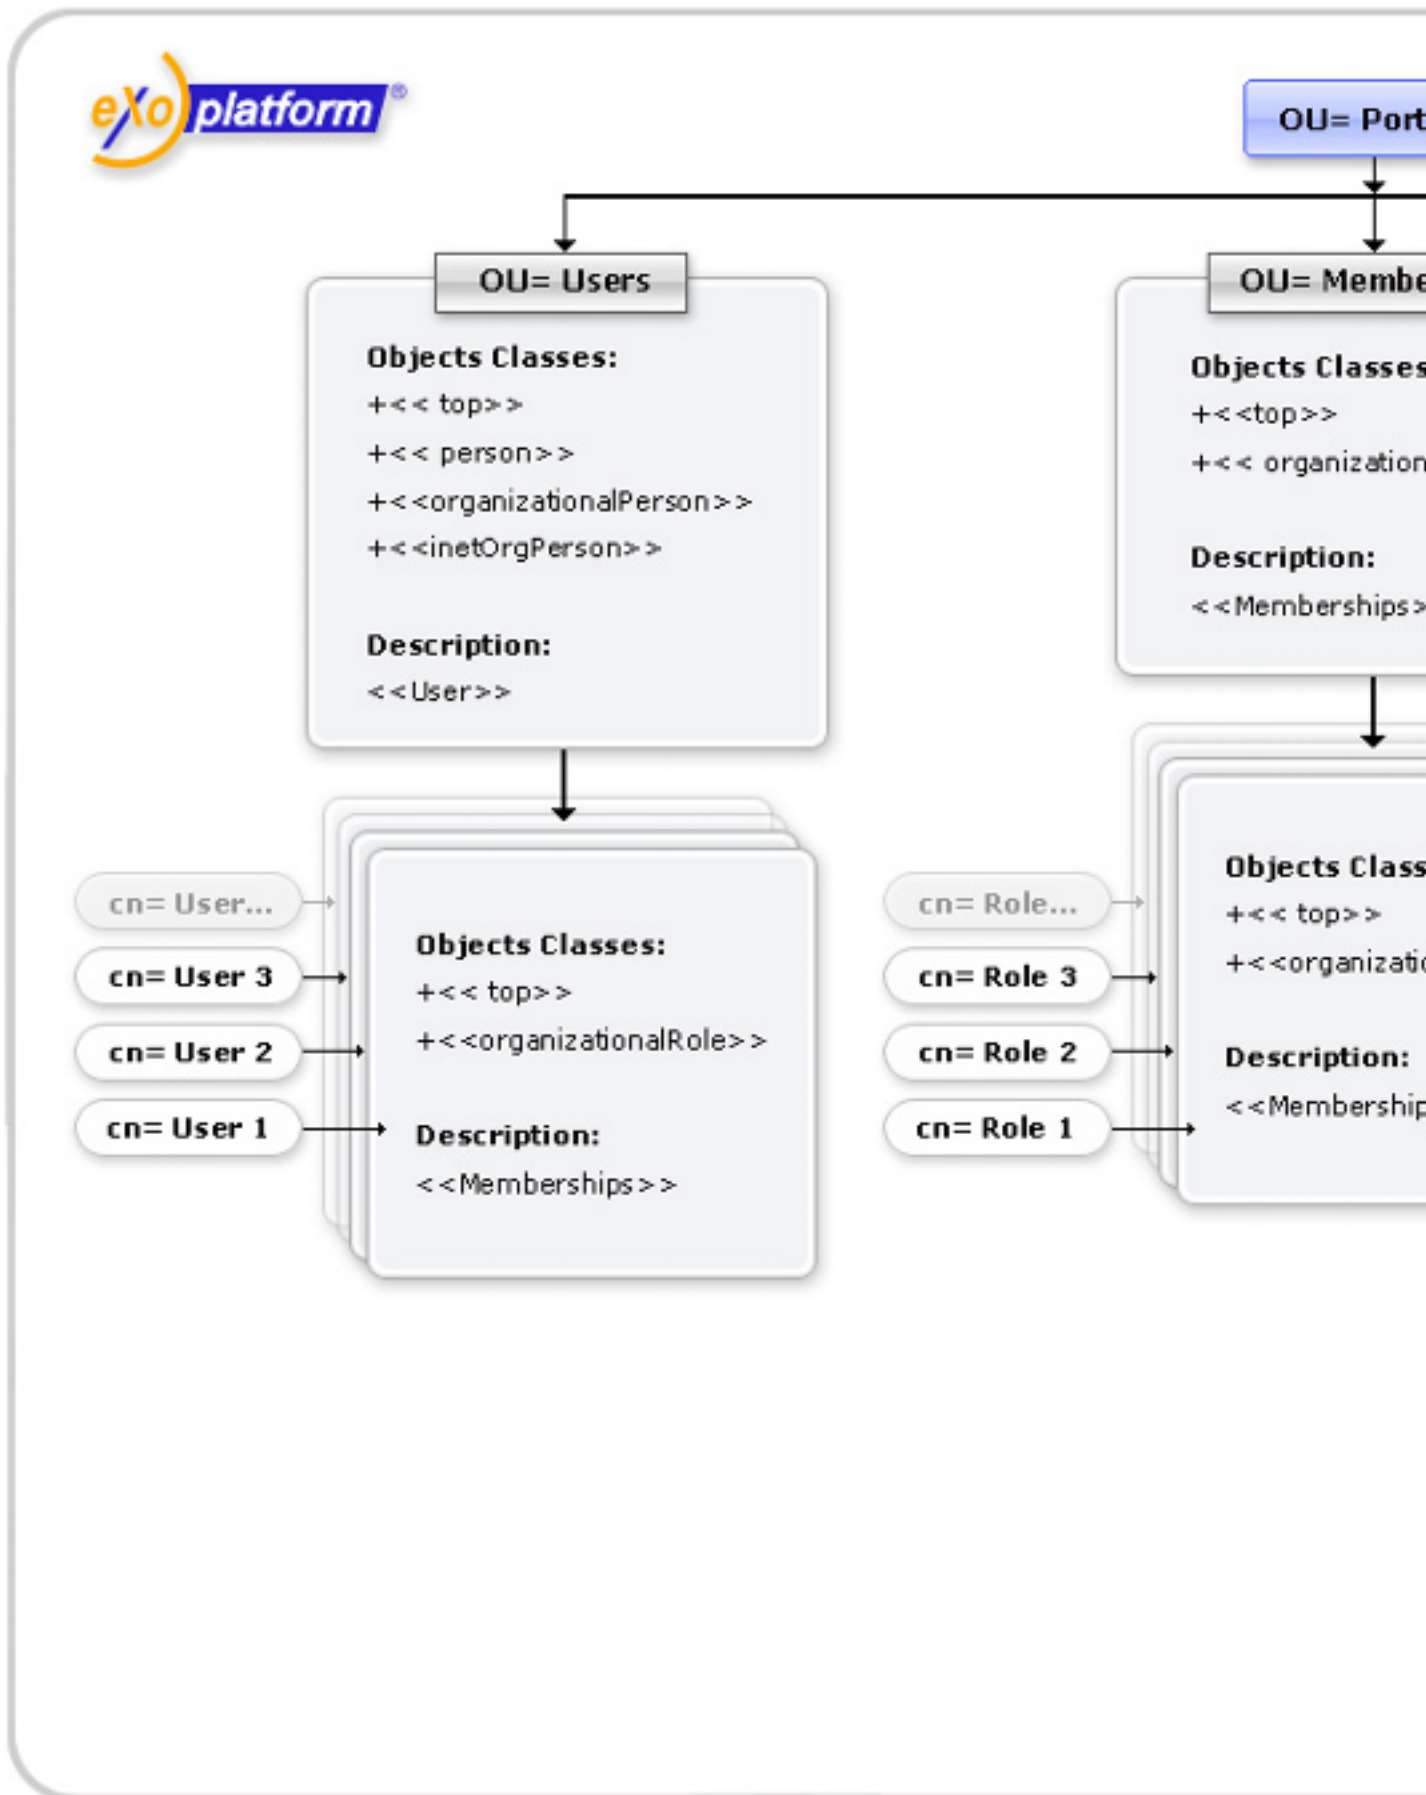 eXo platform ®
OU= Port
OU= Users
Objects Classes:
+<< top>>
+<< person>>
+<<organizationalPerson>>
+<<inetOrgPerson>>
Description:
<<User>>
cn= User...
cn= User 3
cn= User 2
cn= User 1
Objects Classes:
+<< top>>
+<<organizationalRole>>
Description:
<<Memberships>>
OU= Membe
Objects Classes
+<<top>>
+<< organization
Description:
<<Memberships>
cn= Role...
cn= Role 3
cn= Role 2
cn= Role 1
Objects Class
+<< top>>
+<<organizatio
Description:
<<Membership